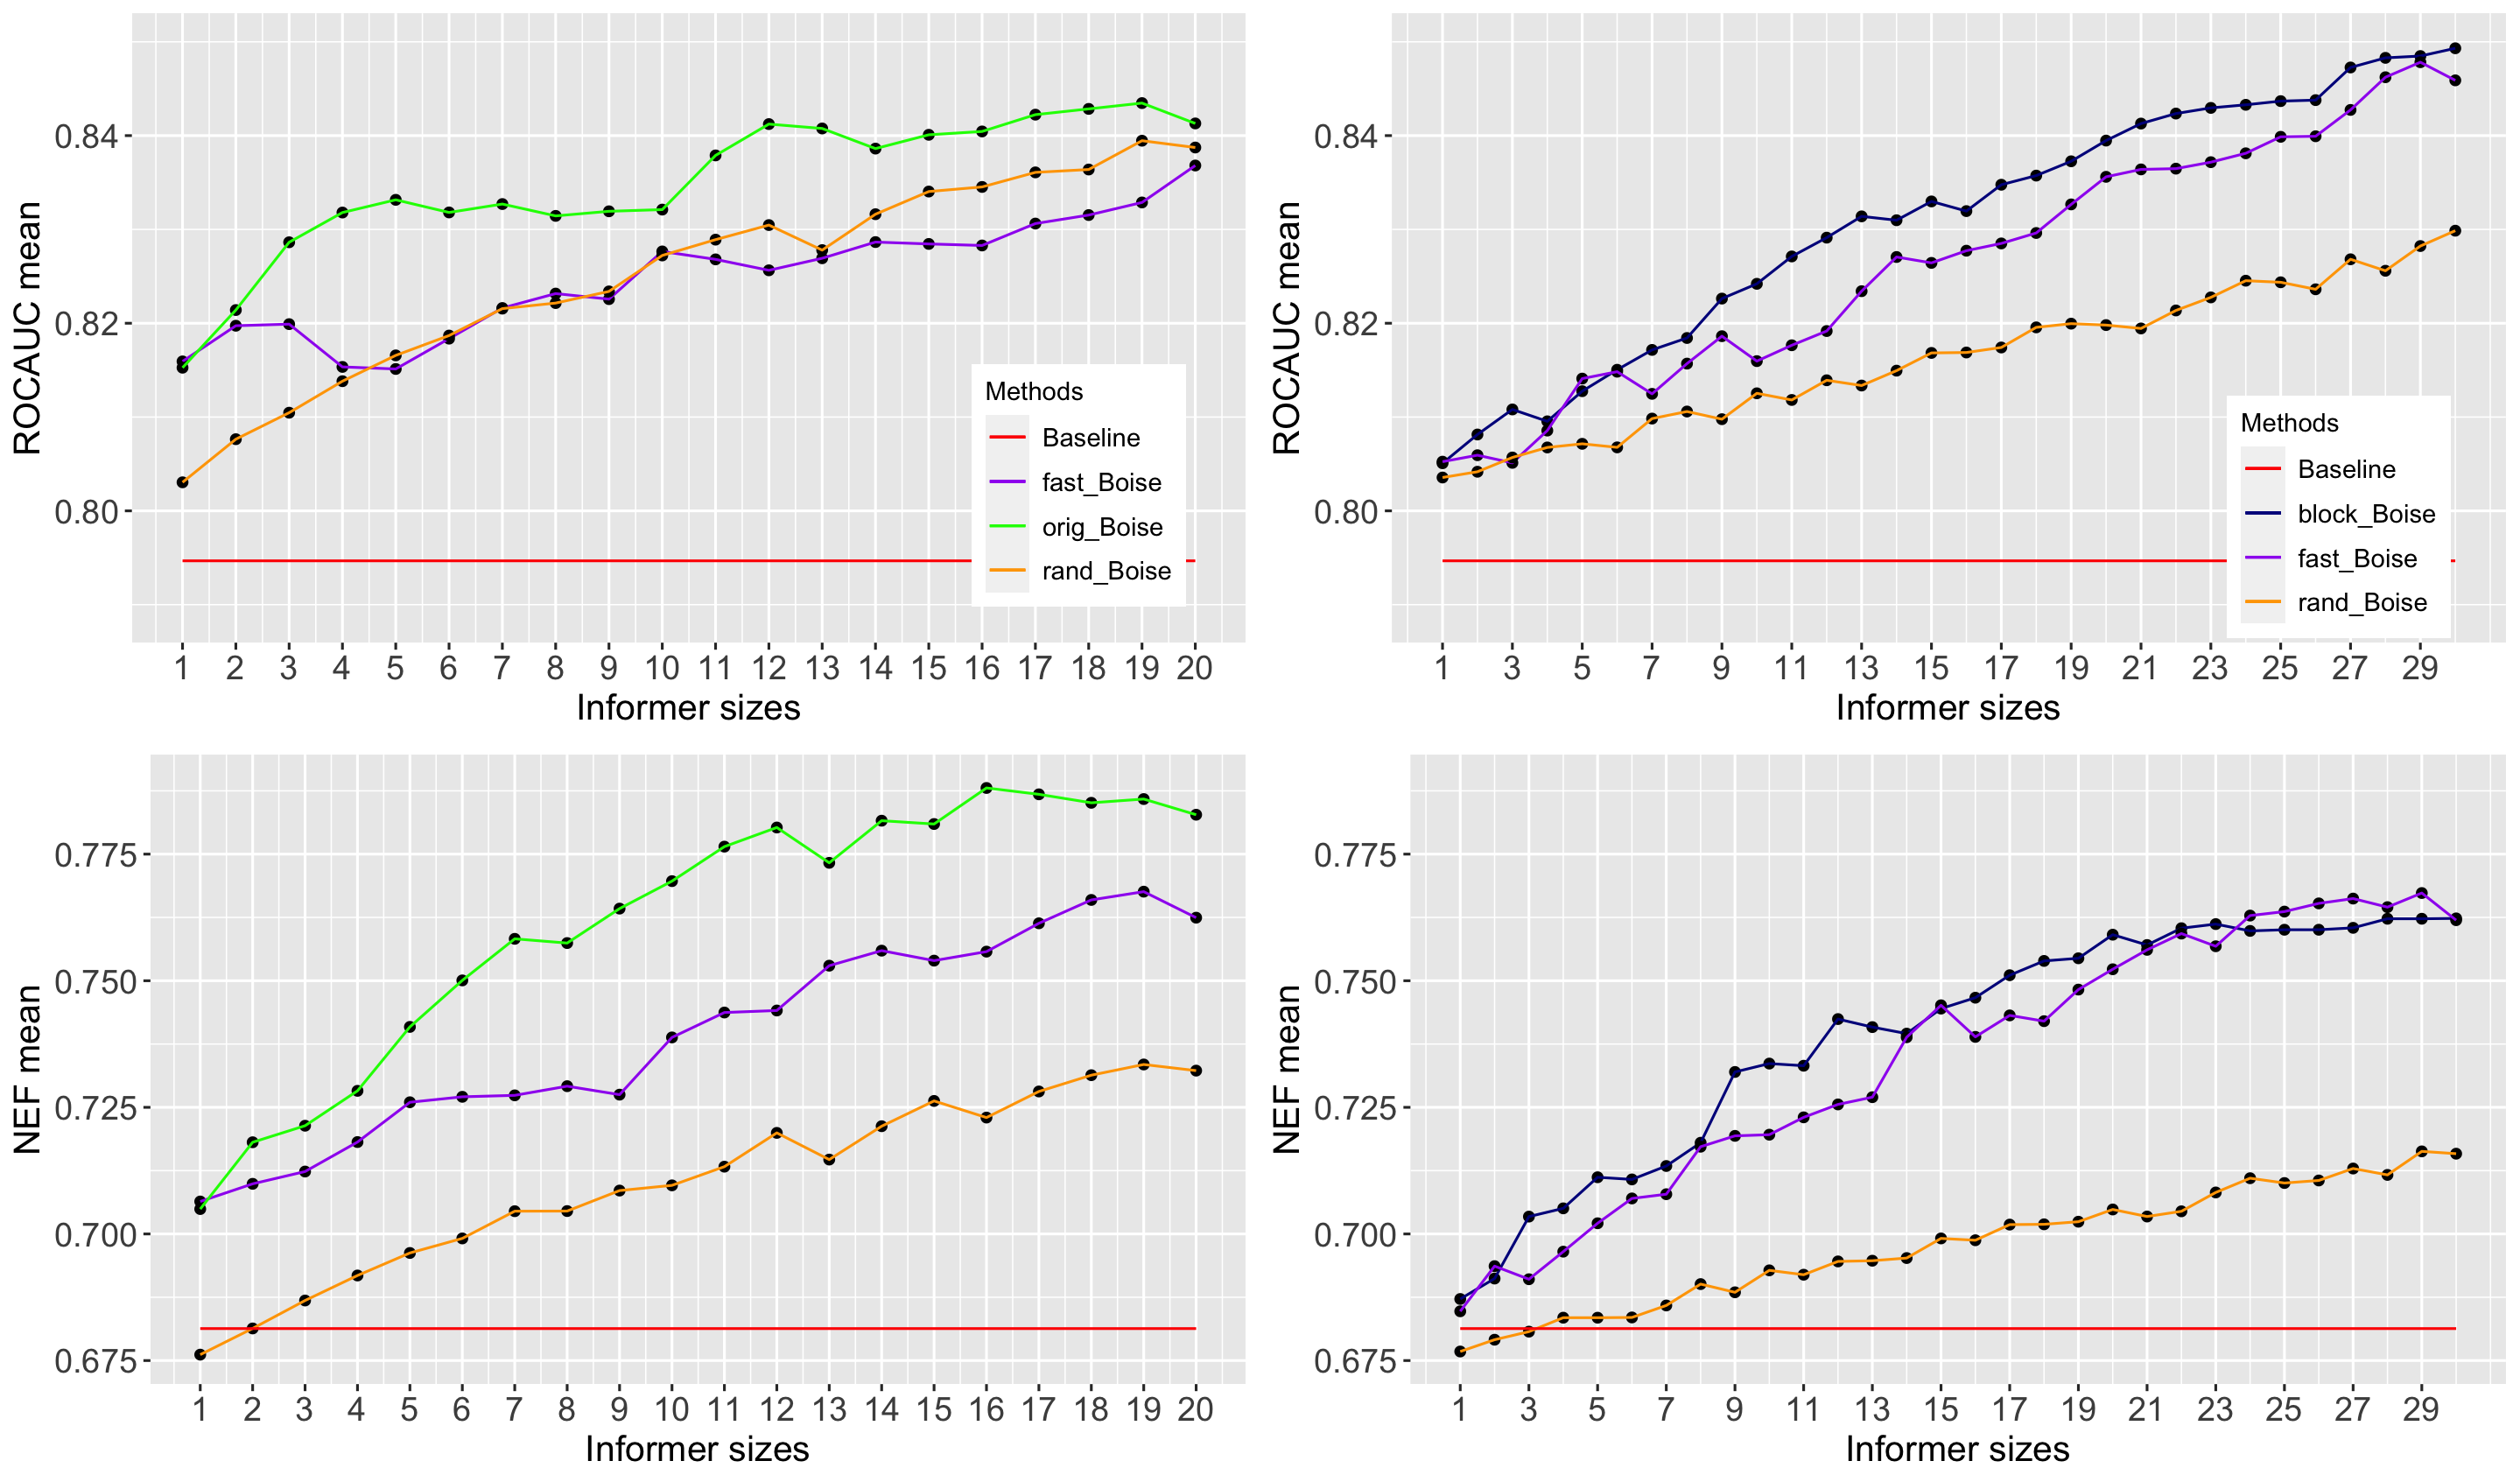 ROCAUC mean
0.84
0.82
0.80
Methods
Baseline
fast_Boise
orig_Boise
rand_Boise
1 2 3 4 5 6 7 8 9 10 11 12 13 14 15 16 17 18 19 20
Informer sizes
ROCAUC mean
0.84
0.82
0.80
Methods
Baseline
block_Boise
fast_Boise
rand_Boise
1 3 5 7 9 11 13 15 17 19 21 23 25 27 29
Informer sizes
NEF mean
0.775
0.750
0.725
0.700
0.675
1 2 3 4 5 6 7 8 9 10 11 12 13 14 15 16 17 18 19 20
Informer sizes
NEF mean
0.775
0.750
0.725
0.700
0.675
1 3 5 7 9 11 13 15 17 19 21 23 25 27 29
Informer sizes